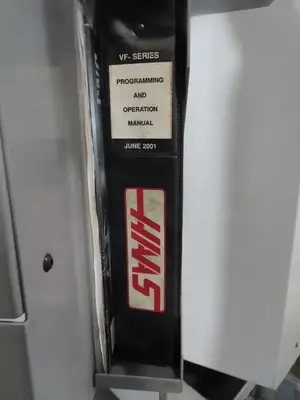 VF- SERIES
PROGRAMMING
AND
OPERATION
MANUAL
JUNE 2001
HAAS